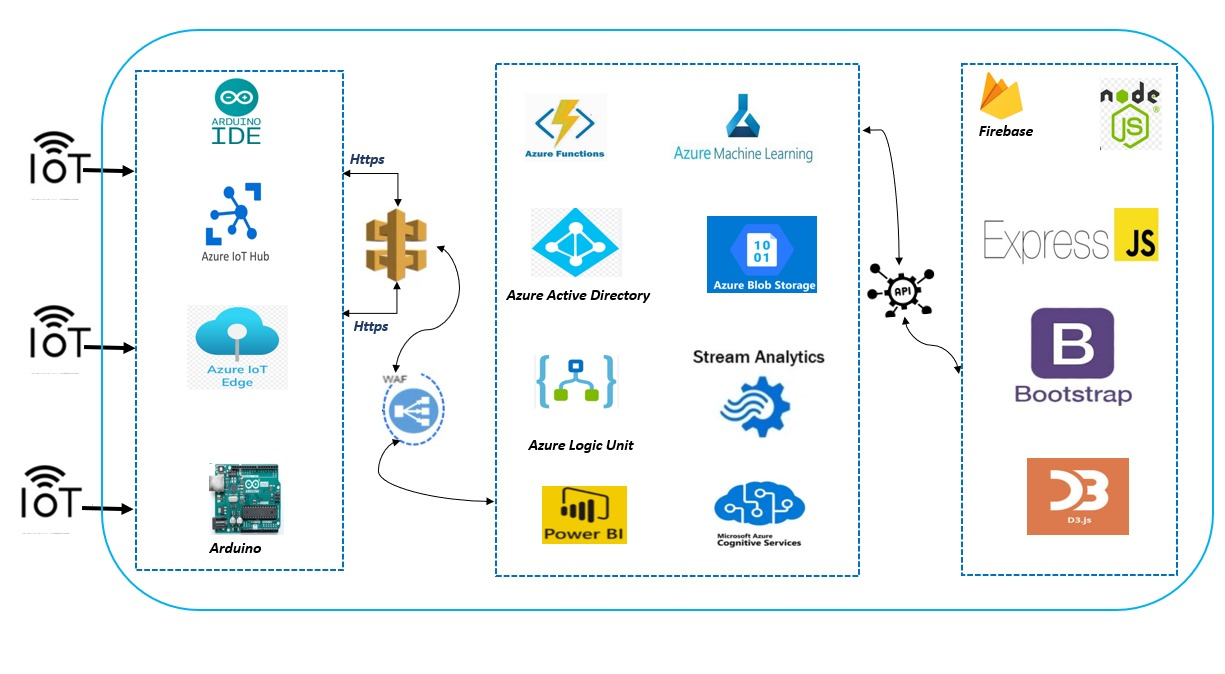 IoT
IoT
IoT
ARDUINO
IDE
Azure IoT Hub
Azure IoT
Edge
Arduino
Https
Https
WAF
Azure Functions
Azure Machine Learning
Azure Active Directory
10
01
Azure Blob Storage
Azure Logic Unit
Stream Analytics
Power BI
Microsoft Azure
Cognitive Services
API
Firebase
node
JS
®
Express JS
B
Bootstrap
D3
D3.js